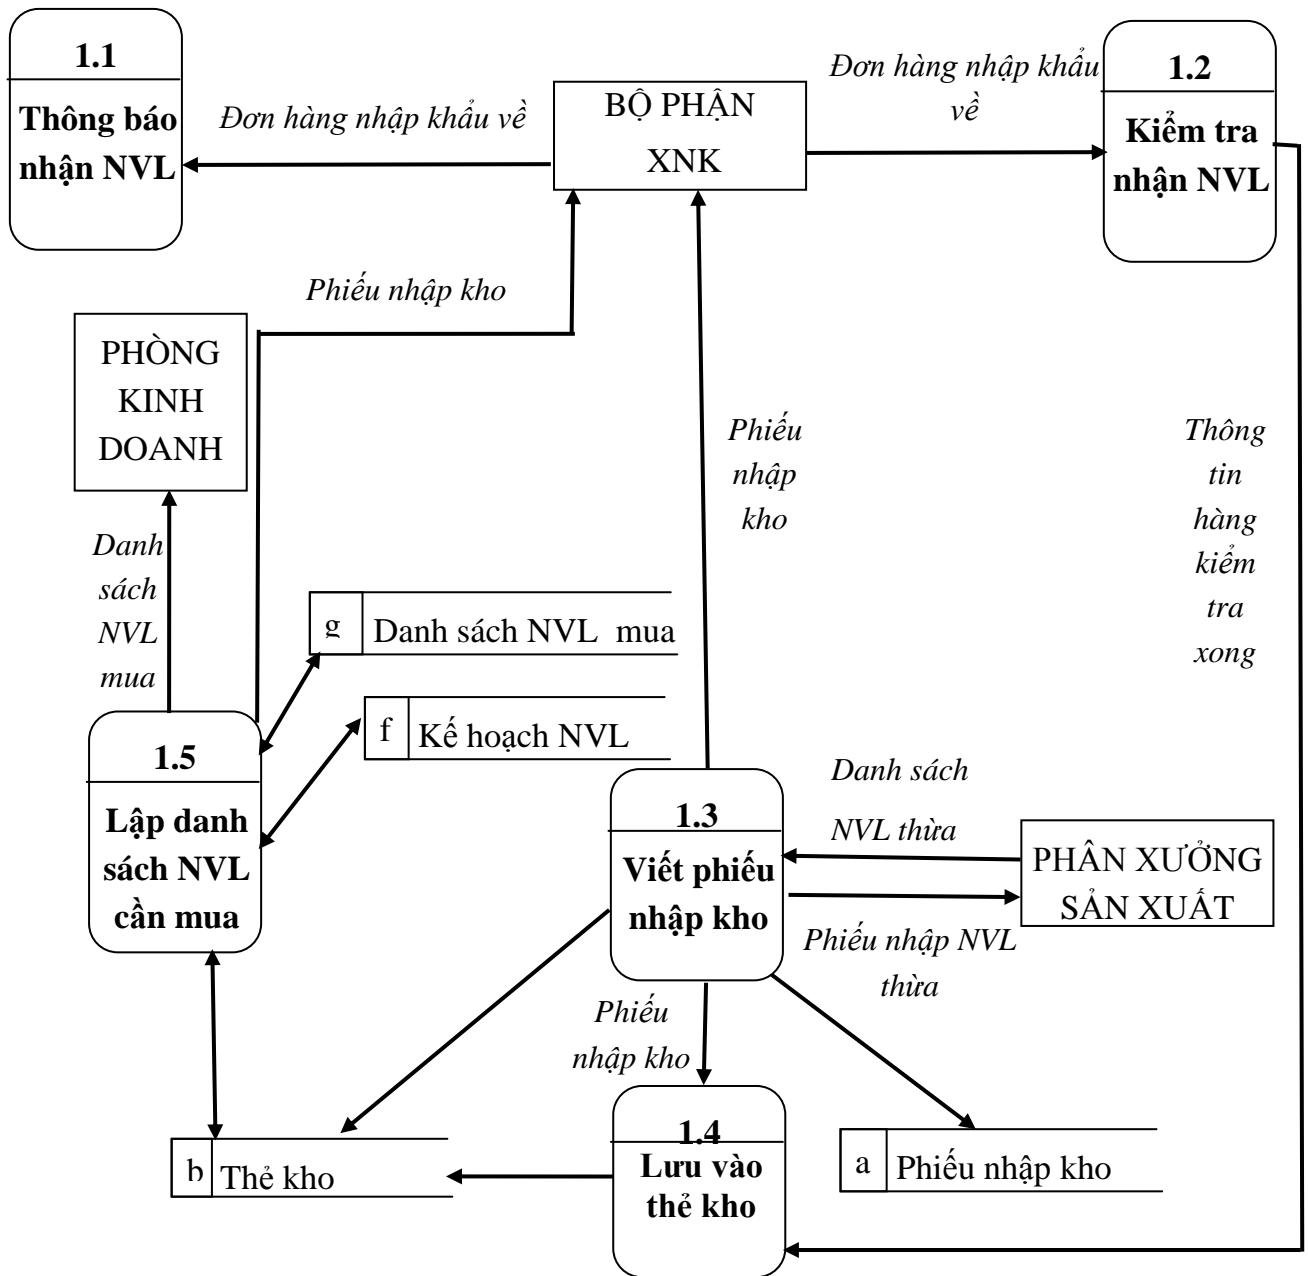 1.1
Thông báo
nhận NVL
Đơn hàng nhập khẩu về
BỘ PHẬN
XNK
Đơn hàng nhập khẩu
về
1.2
Kiểm tra
nhận NVL
Phiếu nhập kho
PHÒNG
KINH
DOANH
Phiếu
nhập
kho
Thông
tin
hàng
kiểm
tra
xong
Danh
sách
NVL
mua
g
Danh sách NVL mua
f
Kế hoạch NVL
1.5
Lập danh
sách NVL
cần mua
1.3
Viết phiếu
nhập kho
Danh sách
NVL thừa
PHÂN XƯỞNG
SẢN XUẤT
Phiếu nhập NVL
thừa
Phiếu
nhập kho
b
Thẻ kho
1.4
Lưu vào
thẻ kho
a
Phiếu nhập kho